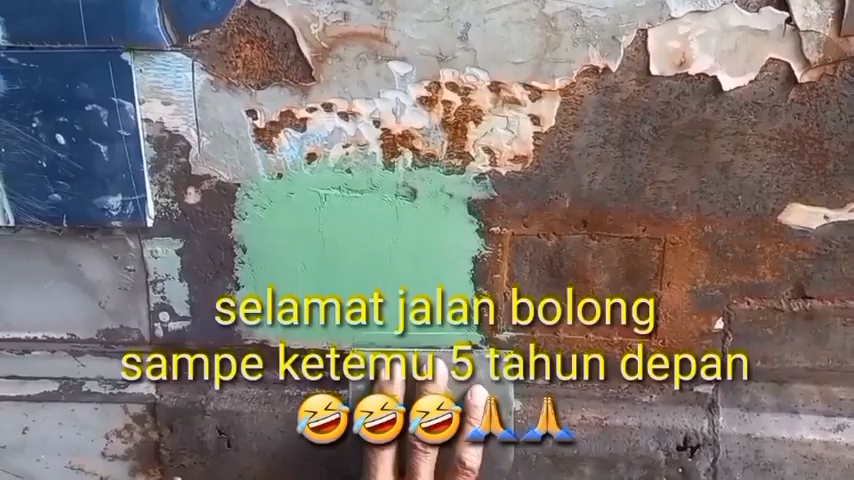 selamat jalan bolong
sampe ketemu 5 tahun depan
🤣🤣🤣🙏🙏